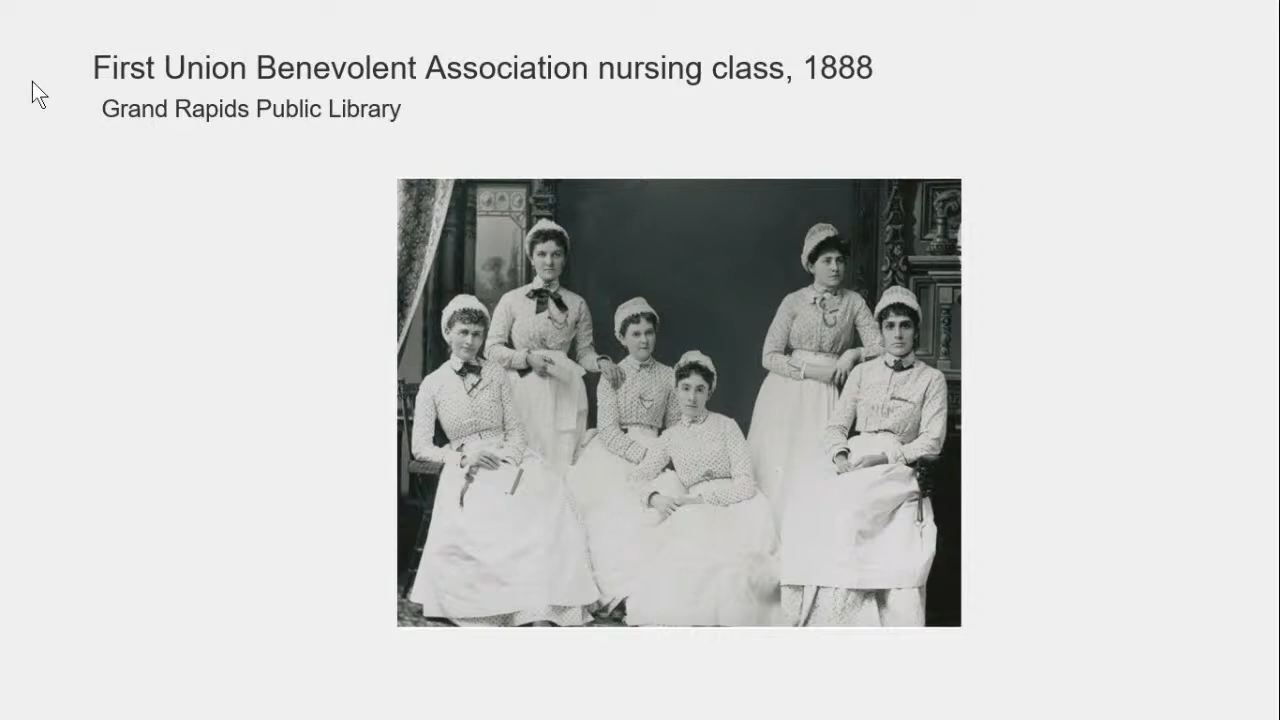 First Union Benevolent Association nursing class, 1888
Grand Rapids Public Library